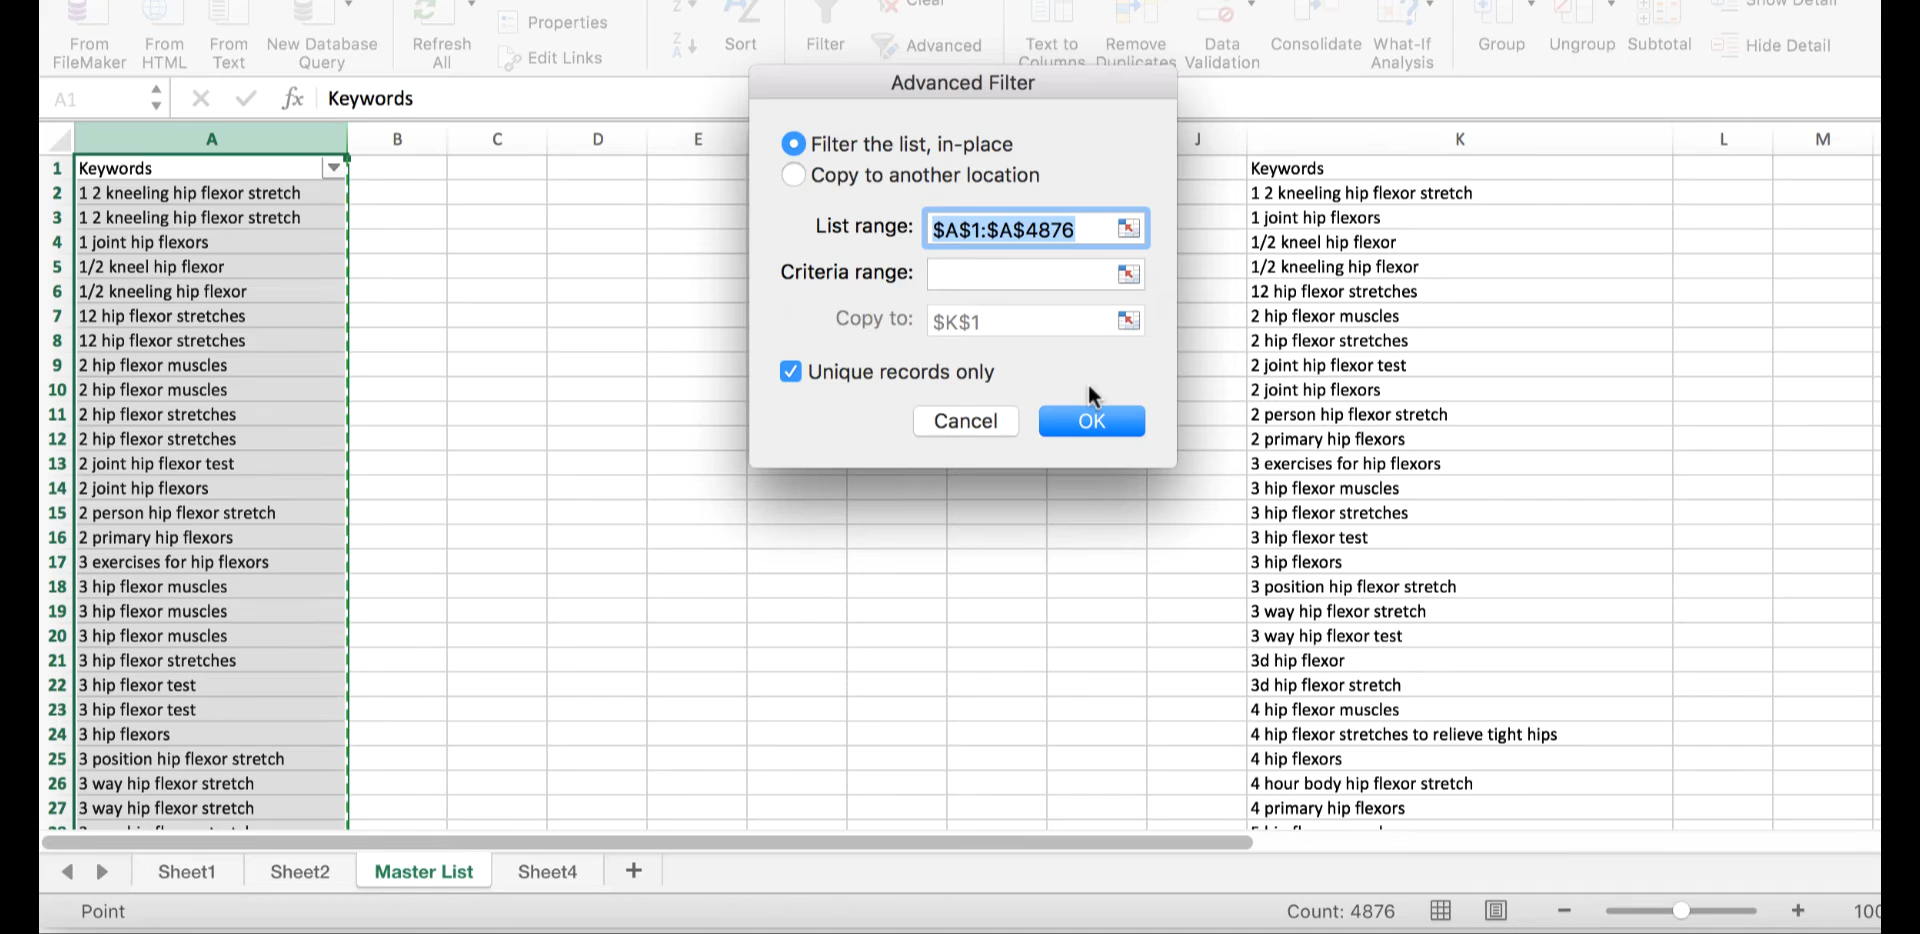 Clear
Show Detail
Properties
From
FileMaker
From
HTML
From
Text
New Database
Query
Refresh
All
Edit Links
Sort
Filter
Advanced
Text to
Columns
Remove
Duplicates
Data
Validation
Consolidate
What-If
Analysis
Group
Ungroup
Subtotal
Hide Detail
A1
fx
Keywords
Advanced Filter
Filter the list, in-place
Copy to another location
List range: $A$1:$A$4876
Criteria range:
Copy to: $K$1
Unique records only
Cancel
OK
A B C D E J K L M
1 Keywords Keywords
2 1 2 kneeling hip flexor stretch 1 2 kneeling hip flexor stretch
3 1 2 kneeling hip flexor stretch 1 joint hip flexors
4 1 joint hip flexors 1/2 kneel hip flexor
5 1/2 kneel hip flexor 1/2 kneeling hip flexor
6 1/2 kneeling hip flexor 12 hip flexor stretches
7 12 hip flexor stretches 2 hip flexor muscles
8 12 hip flexor stretches 2 hip flexor stretches
9 2 hip flexor muscles 2 joint hip flexor test
10 2 hip flexor muscles 2 joint hip flexors
11 2 hip flexor stretches 2 person hip flexor stretch
12 2 hip flexor stretches 2 primary hip flexors
13 2 joint hip flexor test 3 exercises for hip flexors
14 2 joint hip flexors 3 hip flexor muscles
15 2 person hip flexor stretch 3 hip flexor stretches
16 2 primary hip flexors 3 hip flexor test
17 3 exercises for hip flexors 3 hip flexors
18 3 hip flexor muscles 3 position hip flexor stretch
19 3 hip flexor muscles 3 way hip flexor stretch
20 3 hip flexor muscles 3 way hip flexor test
21 3 hip flexor stretches 3d hip flexor
22 3 hip flexor test 3d hip flexor stretch
23 3 hip flexor test 4 hip flexor muscles
24 3 hip flexors 4 hip flexor stretches to relieve tight hips
25 3 position hip flexor stretch 4 hip flexors
26 3 way hip flexor stretch 4 hour body hip flexor stretch
27 3 way hip flexor stretch 4 primary hip flexors
Sheet1
Sheet2
Master List
Sheet4
+
Point
Count: 4876
100